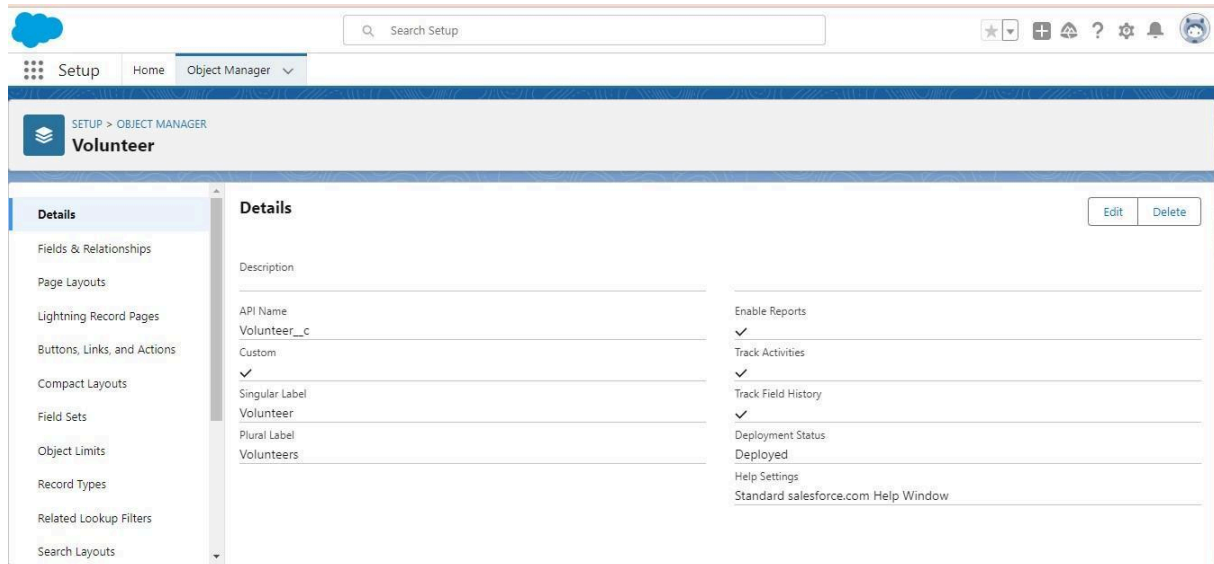 Search Setup
Setup
Home
Object Manager
SETUP > OBJECT MANAGER
Volunteer
Details
Fields & Relationships
Page Layouts
Lightning Record Pages
Buttons, Links, and Actions
Compact Layouts
Field Sets
Object Limits
Record Types
Related Lookup Filters
Search Layouts
Details
Edit
Delete
Description
API Name
Volunteer__c
Custom
Singular Label
Volunteer
Plural Label
Volunteers
Enable Reports
Track Activities
Track Field History
Deployment Status
Deployed
Help Settings
Standard salesforce.com Help Window